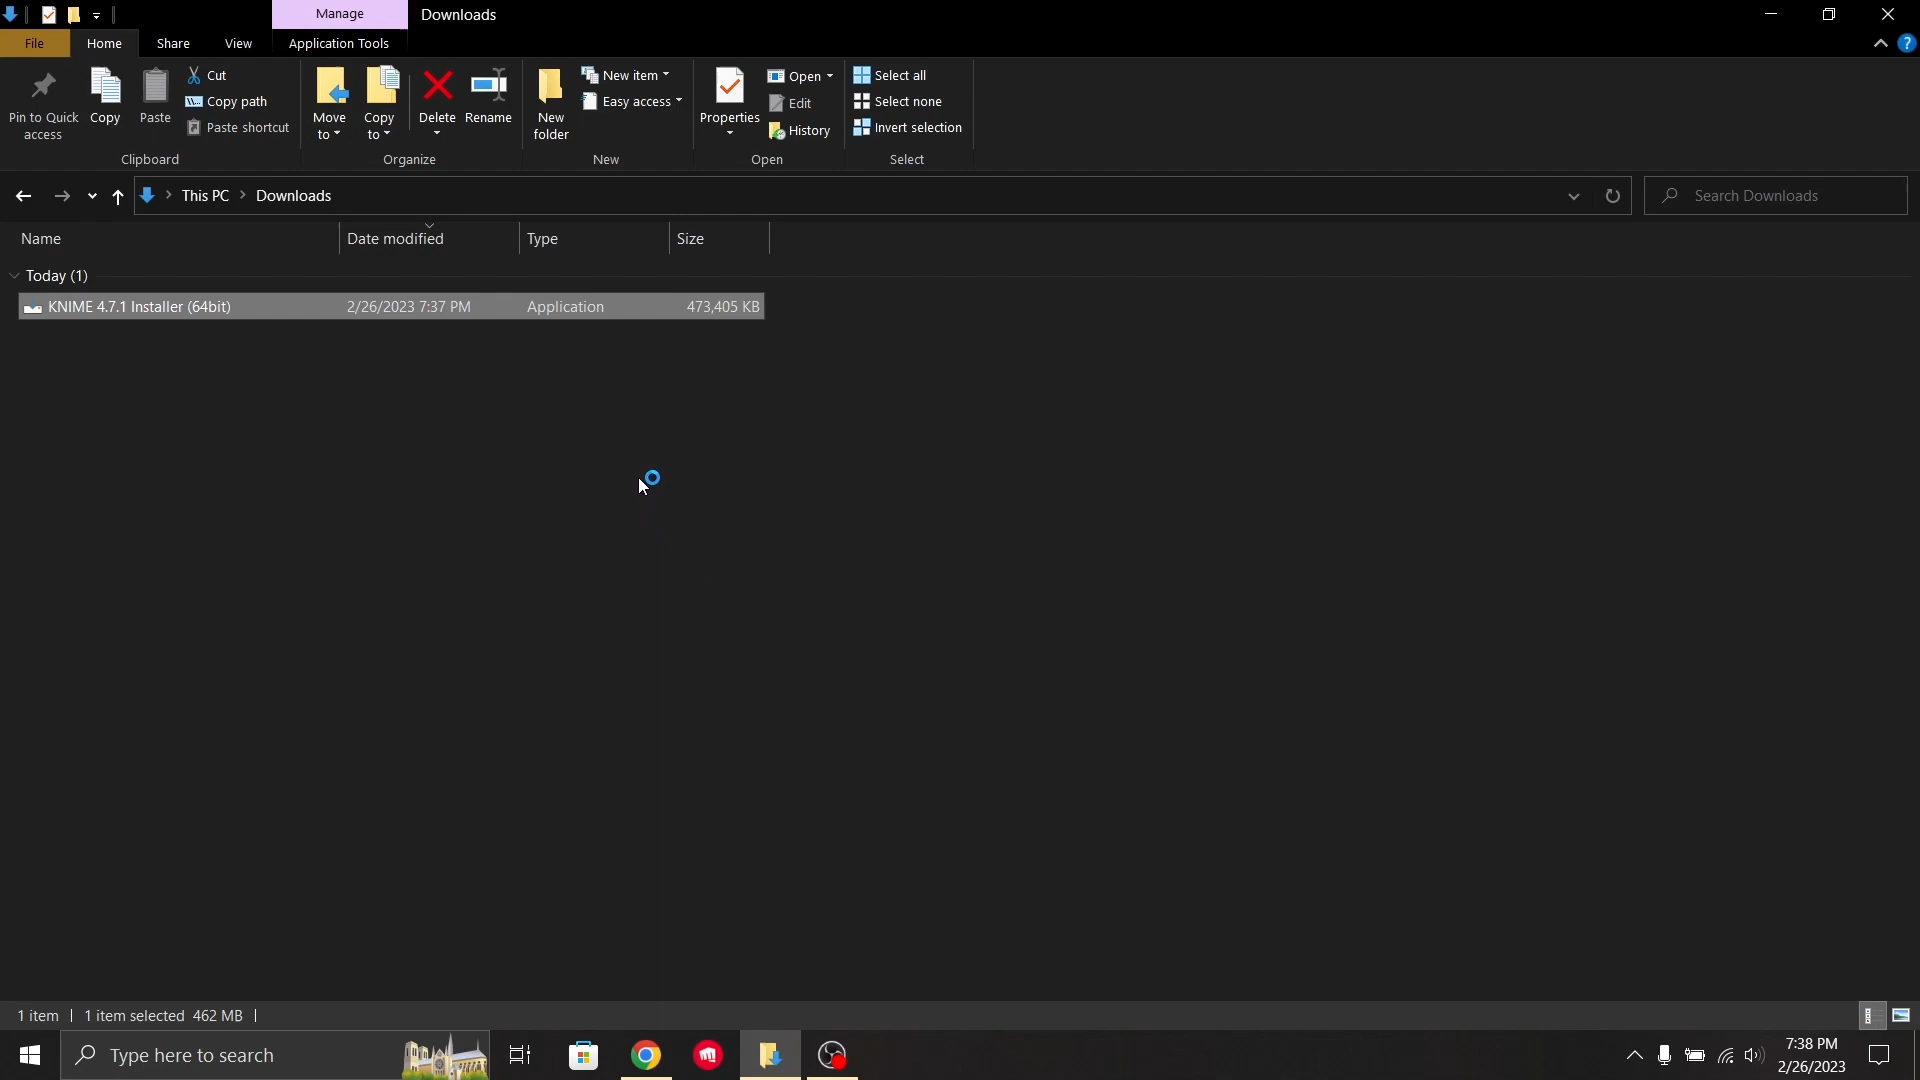 Manage
Downloads
File
Home
Share
View
Application Tools
Pin to Quick
access
Copy
Paste
Cut
Copy path
Paste shortcut
Clipboard
Move
to
Copy
to
Delete
Rename
Organize
New
folder
New item
Easy access
New
Properties
Open
Edit
History
Open
Select all
Select none
Invert selection
Select
This PC
Downloads
Search Downloads
Name
Date modified
Type
Size
Today (1)
KNIME 4.7.1 Installer (64bit)
2/26/2023 7:37 PM
Application
473,405 KB
1 item
1 item selected 462 MB
Type here to search
7:38 PM
2/26/2023